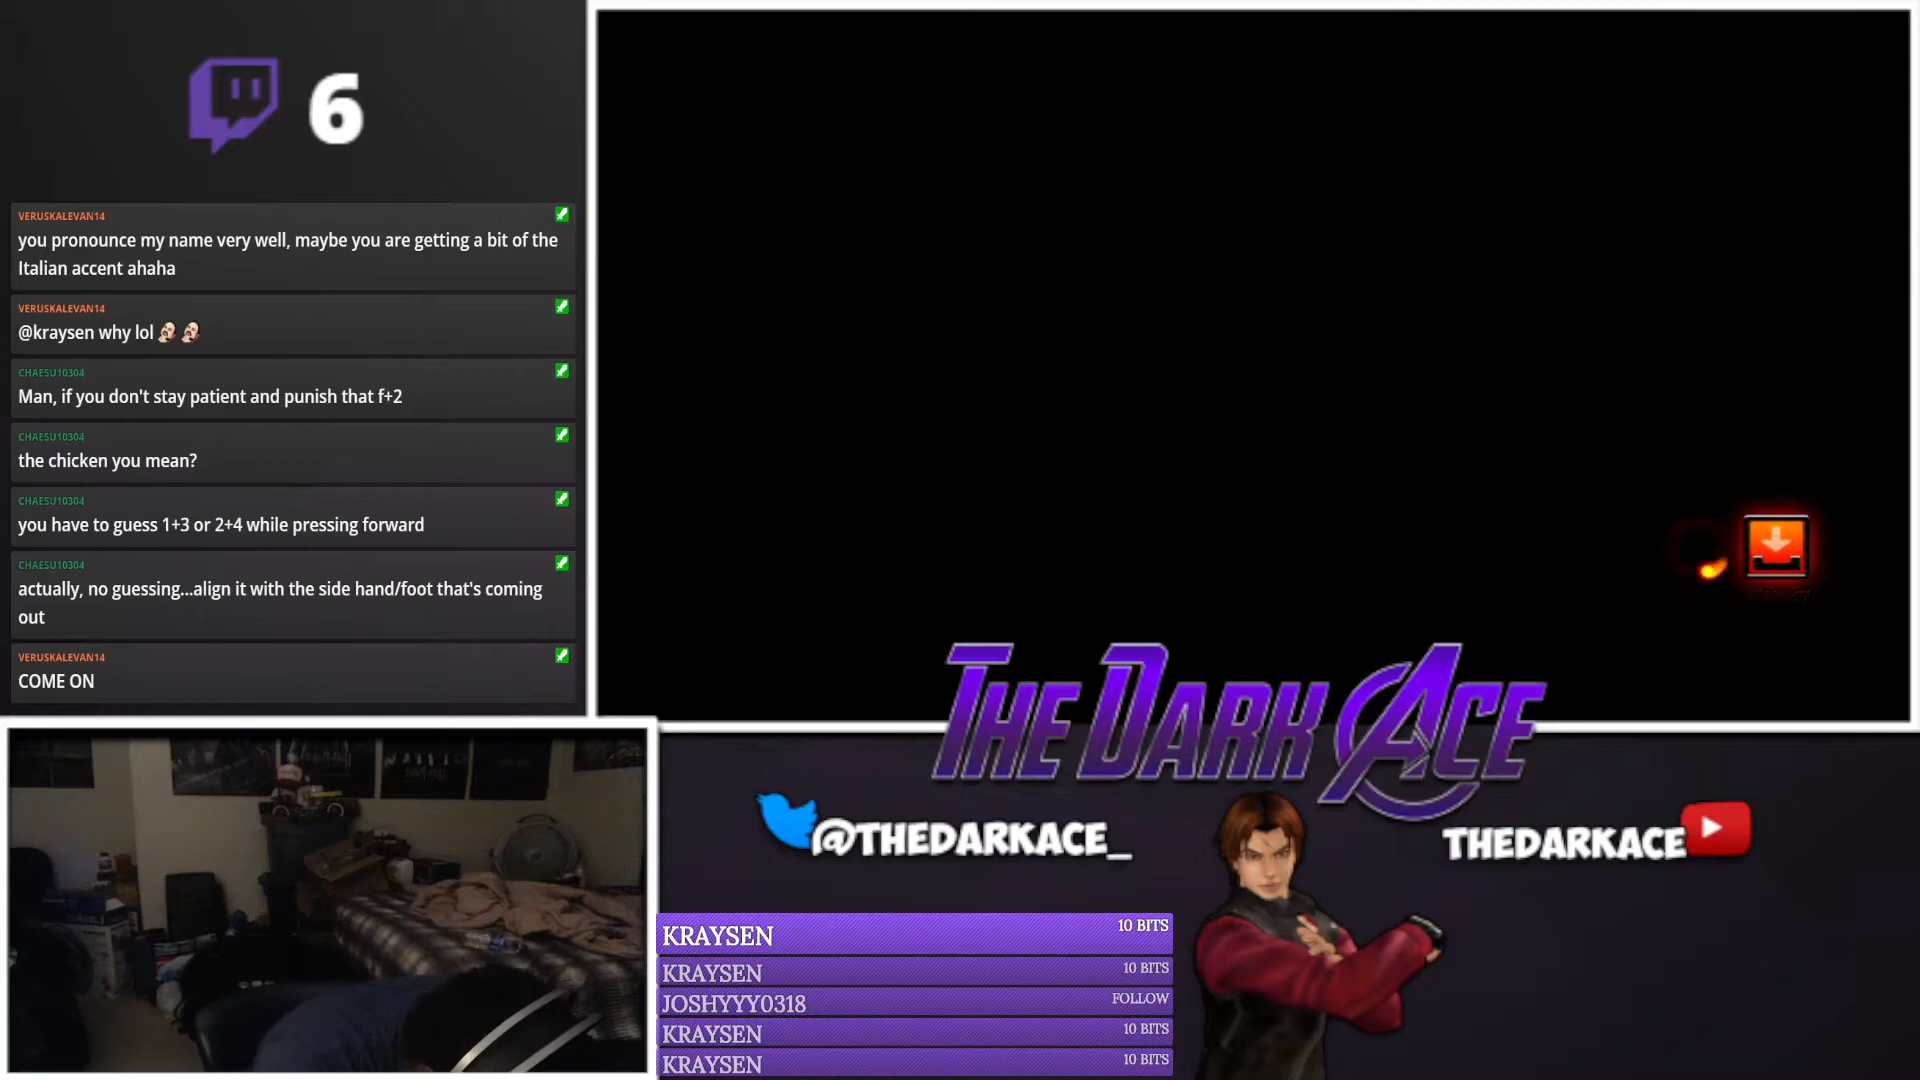 6
VERUSKALEVAN14
you pronounce my name very well, maybe you are getting a bit of the
Italian accent ahaha
VERUSKALEVAN14
@kraysen why lol
CHAESU10304
Man, if you don't stay patient and punish that f+2
CHAESU10304
the chicken you mean?
CHAESU10304
you have to guess 1+3 or 2+4 while pressing forward
CHAESU10304
actually, no guessing...align it with the side hand/foot that's coming
out
VERUSKALEVAN14
COME ON
THE DARK ACE
@THEDARKACE_
THEDARKACE
KRAYSEN 10 BITS
KRAYSEN 10 BITS
JOSHYYY0318 FOLLOW
KRAYSEN 10 BITS
KRAYSEN 10 BITS